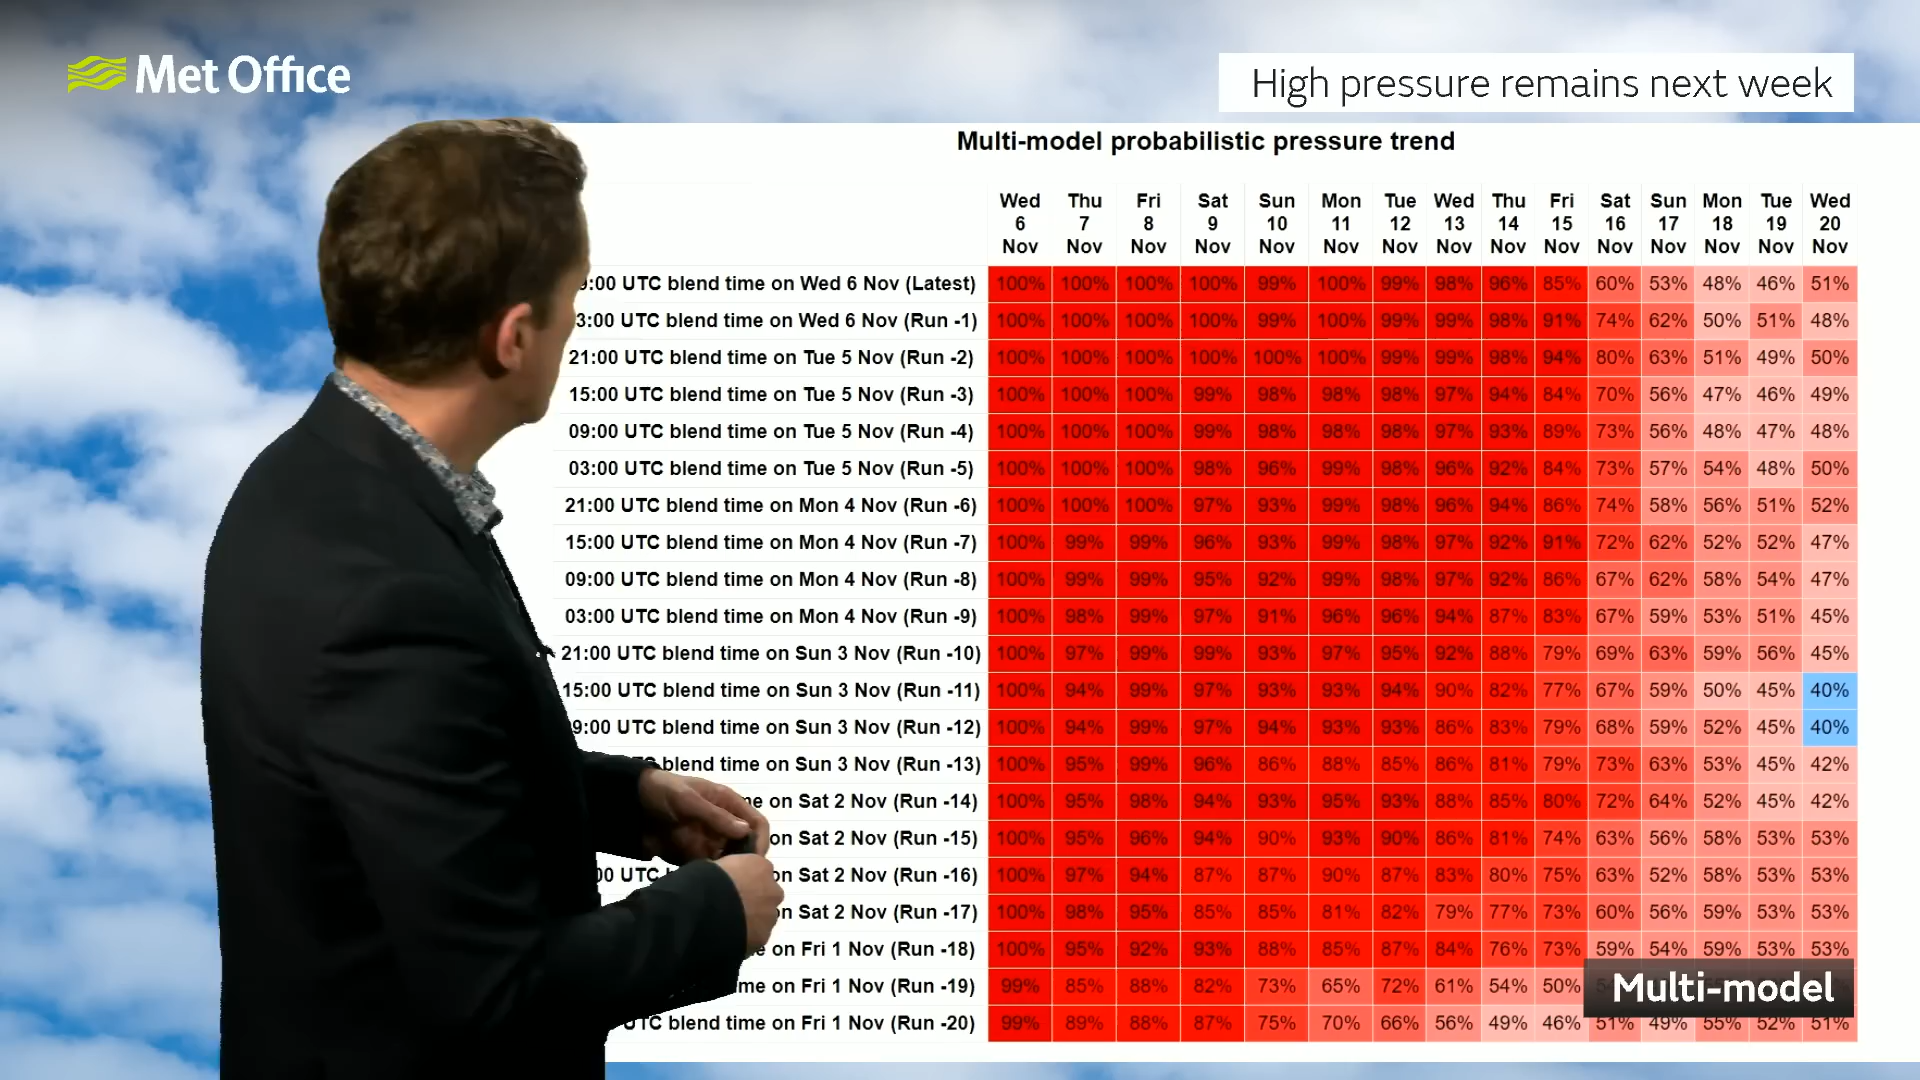 Met Office
High pressure remains next week
Multi-model probabilistic pressure trend
Wed 6 Nov Thu 7 Nov Fri 8 Nov Sat 9 Nov Sun 10 Nov Mon 11 Nov Tue 12 Nov Wed 13 Nov Thu 14 Nov Fri 15 Nov Sat 16 Nov Sun 17 Nov Mon 18 Nov Tue 19 Nov Wed 20 Nov
:00 UTC blend time on Wed 6 Nov (Latest) 100% 100% 100% 100% 99% 100% 99% 98% 96% 85% 60% 53% 48% 46% 51%
3:00 UTC blend time on Wed 6 Nov (Run -1) 100% 100% 100% 100% 99% 100% 99% 99% 98% 91% 74% 62% 50% 51% 48%
21:00 UTC blend time on Tue 5 Nov (Run -2) 100% 100% 100% 100% 100% 100% 99% 99% 98% 94% 80% 63% 51% 49% 50%
15:00 UTC blend time on Tue 5 Nov (Run -3) 100% 100% 100% 99% 98% 98% 98% 97% 94% 84% 70% 56% 47% 46% 49%
09:00 UTC blend time on Tue 5 Nov (Run -4) 100% 100% 100% 99% 98% 98% 98% 97% 93% 89% 73% 56% 48% 47% 48%
03:00 UTC blend time on Tue 5 Nov (Run -5) 100% 100% 100% 98% 96% 99% 98% 96% 92% 84% 73% 57% 54% 48% 50%
21:00 UTC blend time on Mon 4 Nov (Run -6) 100% 100% 100% 97% 93% 99% 98% 96% 94% 86% 74% 58% 56% 51% 52%
15:00 UTC blend time on Mon 4 Nov (Run -7) 100% 99% 99% 96% 93% 99% 98% 97% 92% 91% 72% 62% 52% 52% 47%
09:00 UTC blend time on Mon 4 Nov (Run -8) 100% 99% 99% 95% 92% 99% 98% 97% 92% 86% 67% 62% 58% 54% 47%
03:00 UTC blend time on Mon 4 Nov (Run -9) 100% 98% 99% 97% 91% 96% 96% 94% 87% 83% 67% 59% 53% 51% 45%
21:00 UTC blend time on Sun 3 Nov (Run -10) 100% 97% 99% 99% 93% 97% 95% 92% 88% 79% 69% 63% 59% 56% 45%
15:00 UTC blend time on Sun 3 Nov (Run -11) 100% 94% 99% 97% 93% 93% 94% 90% 82% 77% 67% 59% 50% 45% 40%
9:00 UTC blend time on Sun 3 Nov (Run -12) 100% 94% 99% 97% 94% 93% 93% 86% 83% 79% 68% 59% 52% 45% 40%
blend time on Sun 3 Nov (Run -13) 100% 95% 99% 96% 86% 88% 85% 86% 81% 79% 73% 63% 53% 45% 42%
on Sat 2 Nov (Run -14) 100% 95% 98% 94% 93% 95% 93% 88% 85% 80% 72% 64% 52% 45% 42%
on Sat 2 Nov (Run -15) 100% 95% 96% 94% 90% 93% 90% 86% 81% 74% 63% 56% 58% 53% 53%
00 UTC on Sat 2 Nov (Run -16) 100% 97% 94% 87% 87% 90% 87% 83% 80% 75% 63% 52% 58% 53% 53%
on Sat 2 Nov (Run -17) 100% 98% 95% 85% 85% 81% 82% 79% 77% 73% 60% 56% 59% 53% 53%
on Fri 1 Nov (Run -18) 100% 95% 92% 93% 88% 85% 87% 84% 76% 73% 59% 54% 59% 53% 53%
me on Fri 1 Nov (Run -19) 99% 85% 88% 82% 73% 65% 72% 61% 54% 50%
UTC blend time on Fri 1 Nov (Run -20) 99% 89% 88% 87% 75% 70% 66% 56% 49% 46% 51% 49% 55% 52% 51%
Multi-model